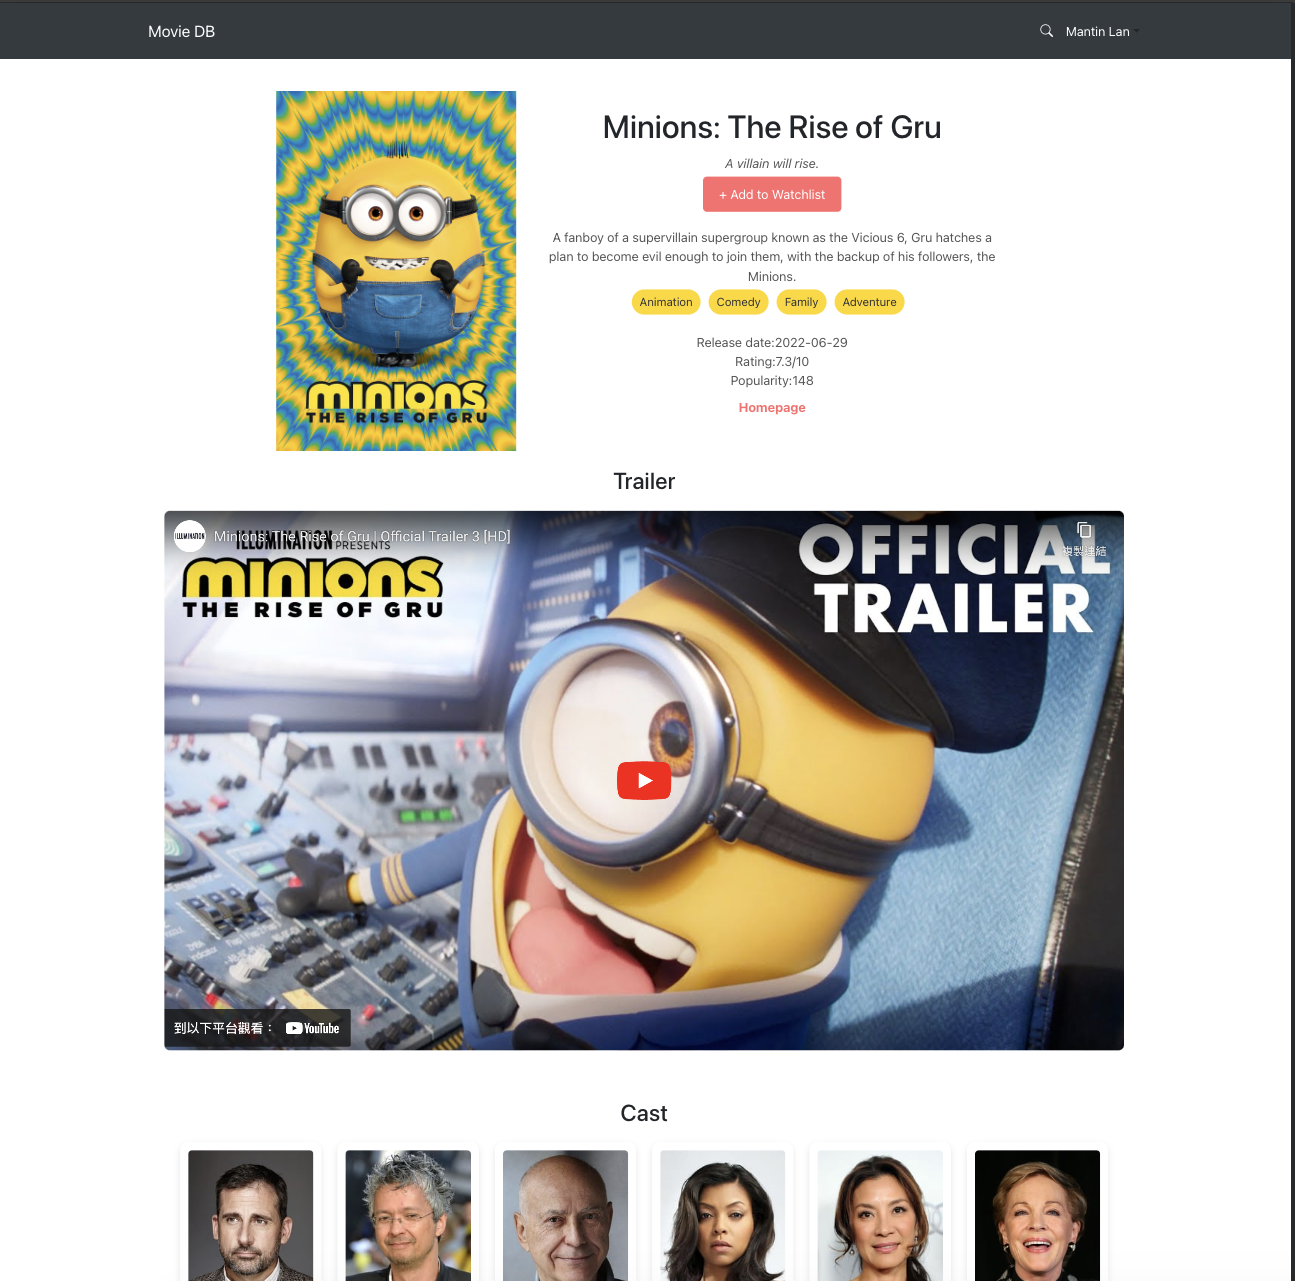 Movie DB
Mantin Lan
minions
THE RISE OF GRU
Minions: The Rise of Gru
A villain will rise.
+ Add to Watchlist
A fanboy of a supervillain supergroup known as the Vicious 6, Gru hatches a
plan to become evil enough to join them, with the backup of his followers, the
Minions.
Animation Comedy Family Adventure
Release date:2022-06-29
Rating:7.3/10
Popularity:148
Homepage
Trailer
ILLUMINATION
Minions: The Rise of Gru | Official Trailer 3 [HD]
ILLUMINATION PRESENTS
minions
THE RISE OF GRU
OFFICIAL
TRAILER
複製連結
到以下平台觀看：
YouTube
Cast